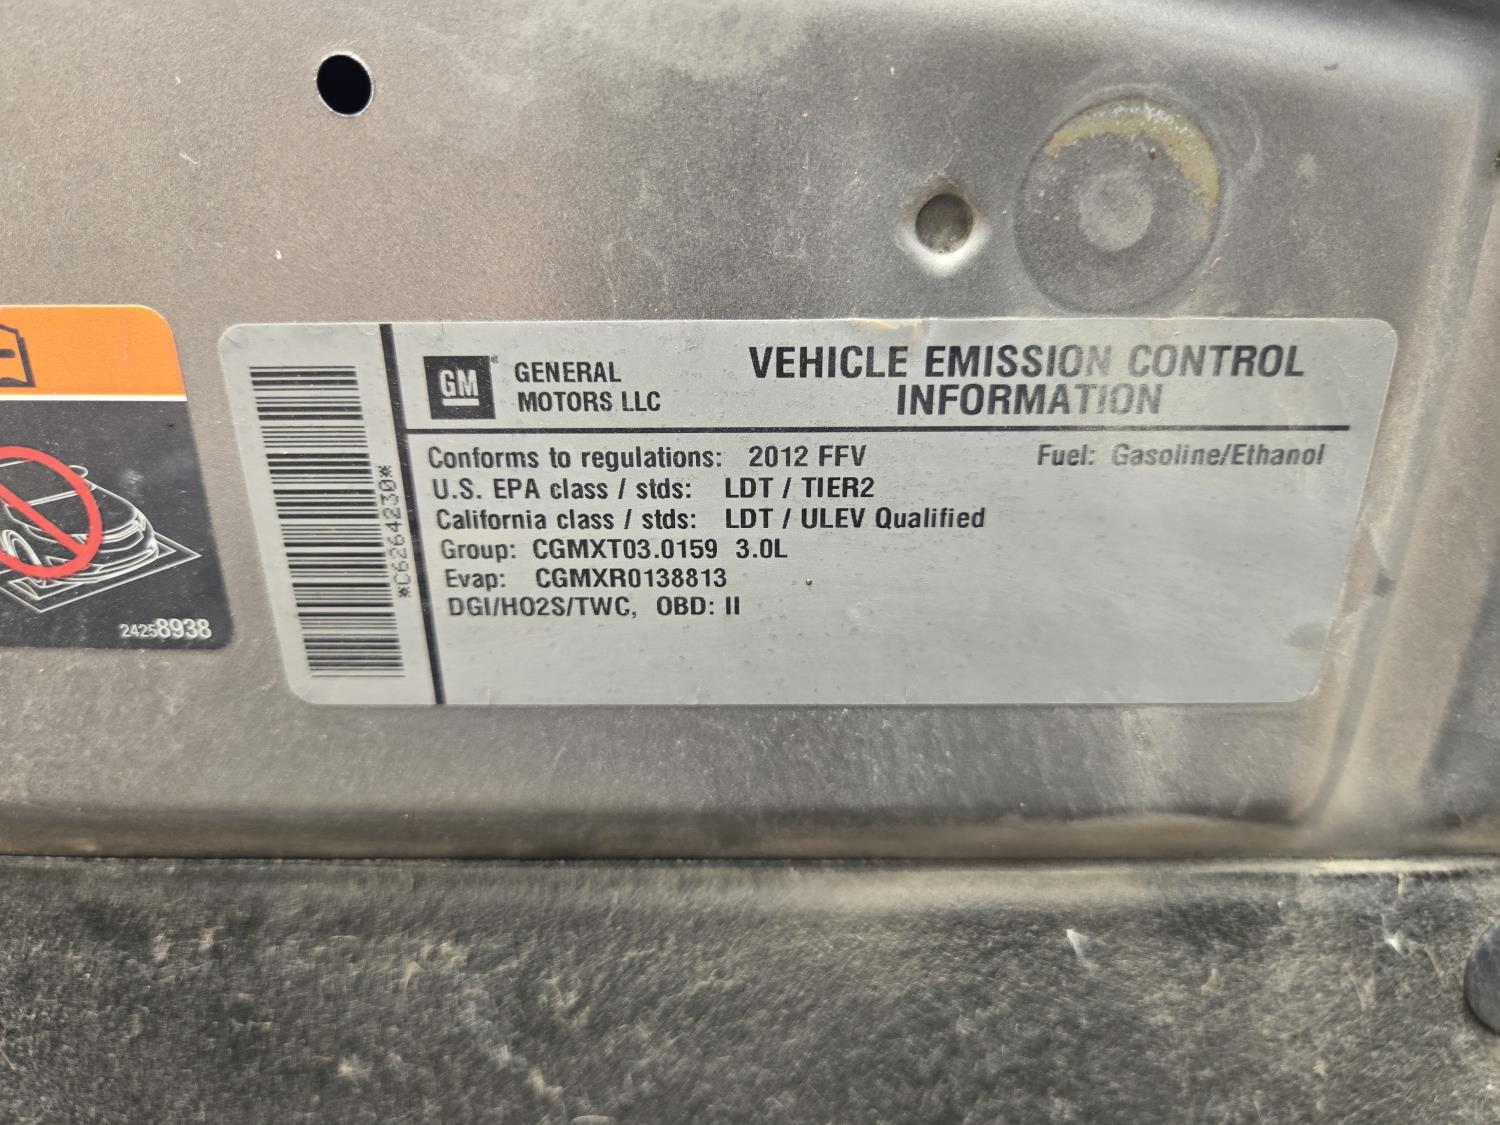 GM
GENERAL
MOTORS LLC
VEHICLE EMISSION CONTROL
INFORMATION
Conforms to regulations: 2012 FFV Fuel: Gasoline/Ethanol
U.S. EPA class / stds: LDT / TIER2
California class / stds: LDT / ULEV Qualified
Group: CGMXT03.0159 3.0L
Evap: CGMXR0138813
DGI/HO2S/TWC, OBD: II
*C62642230*
24258938